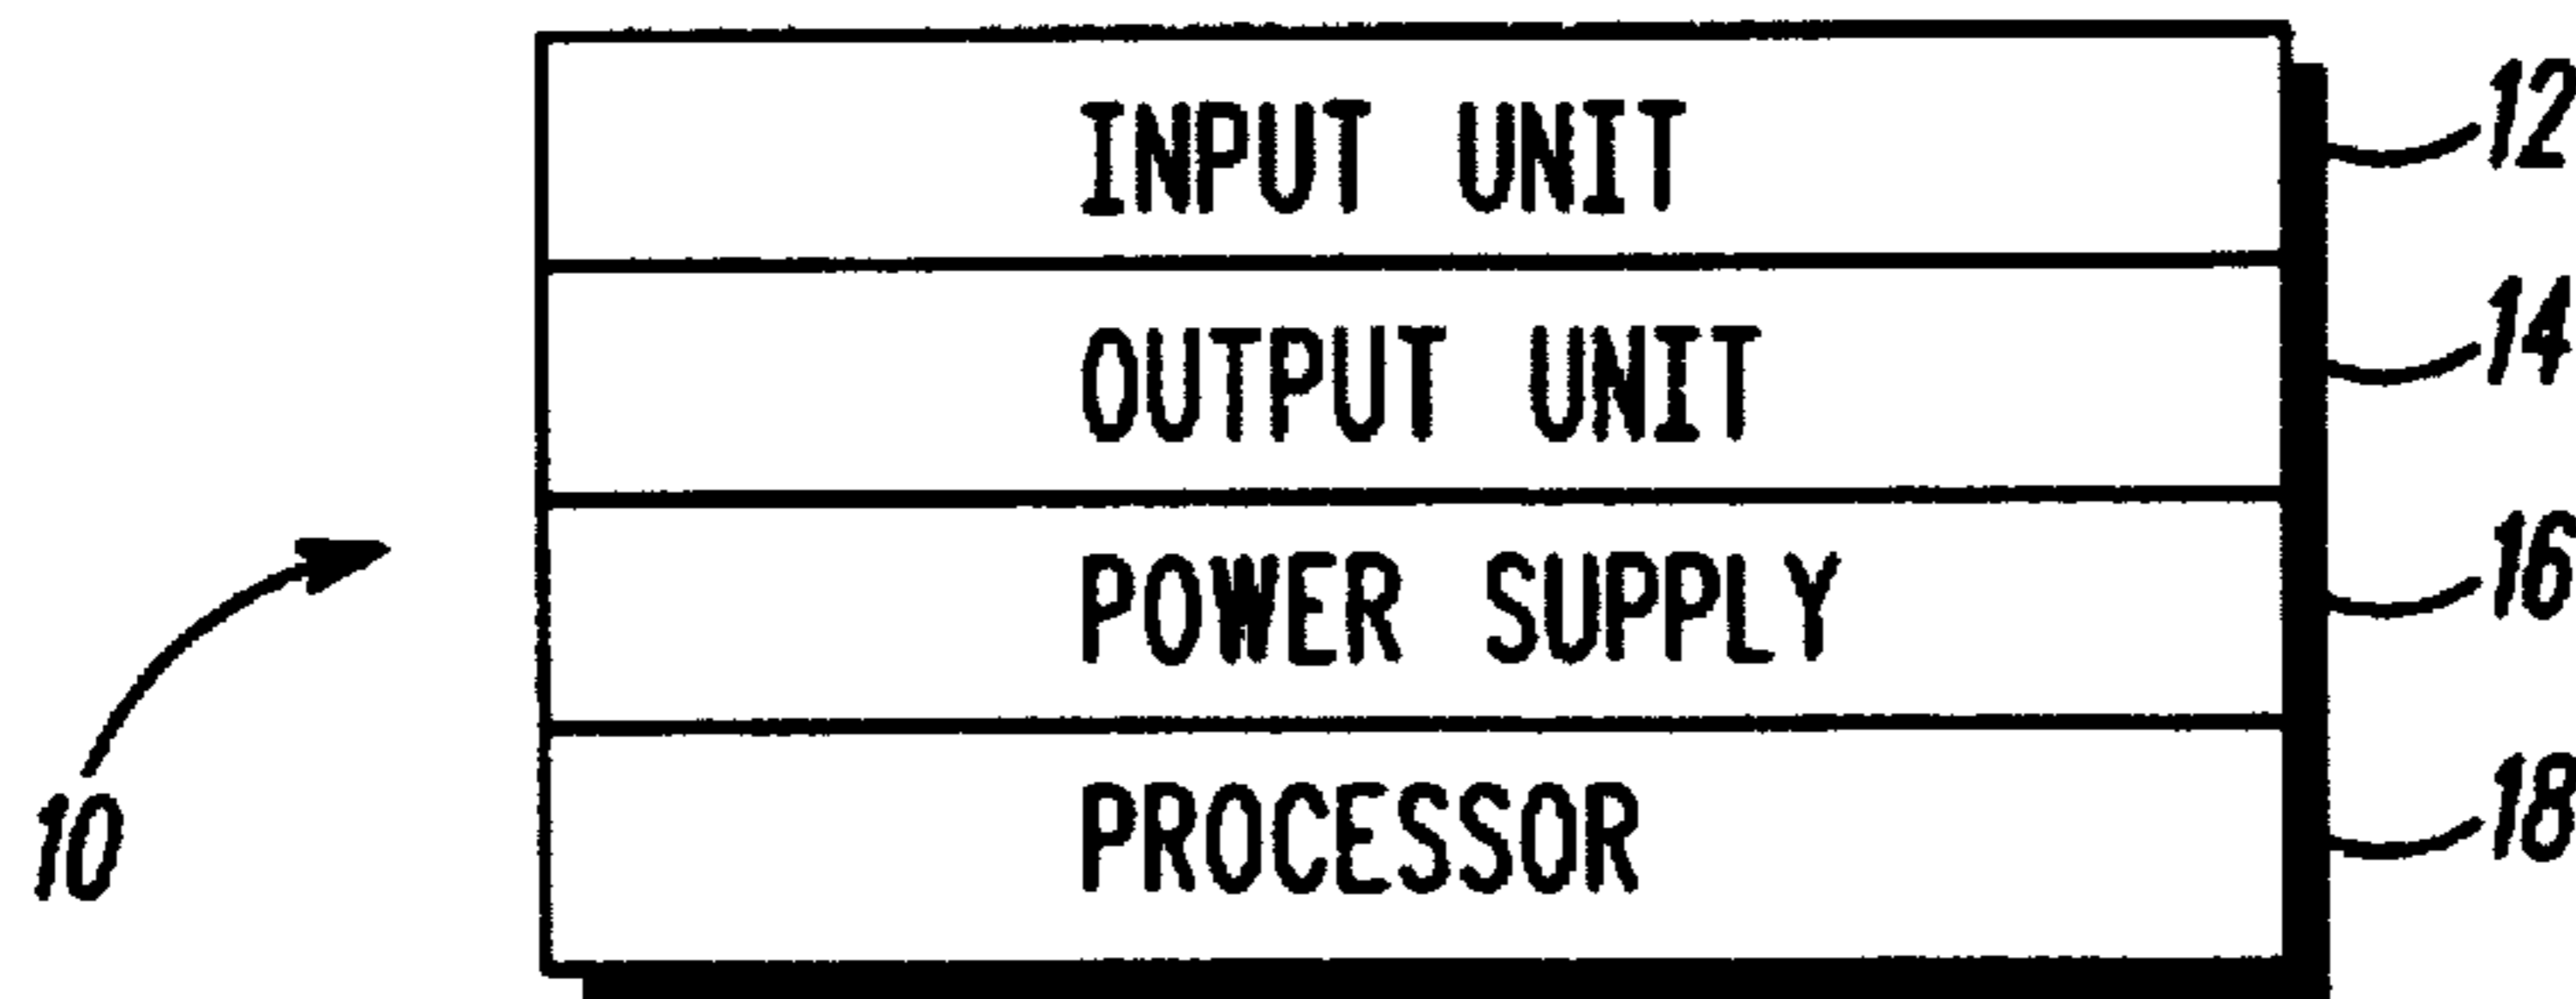 INPUT UNIT 12
OUTPUT UNIT 14
POWER SUPPLY 16
PROCESSOR 18
10